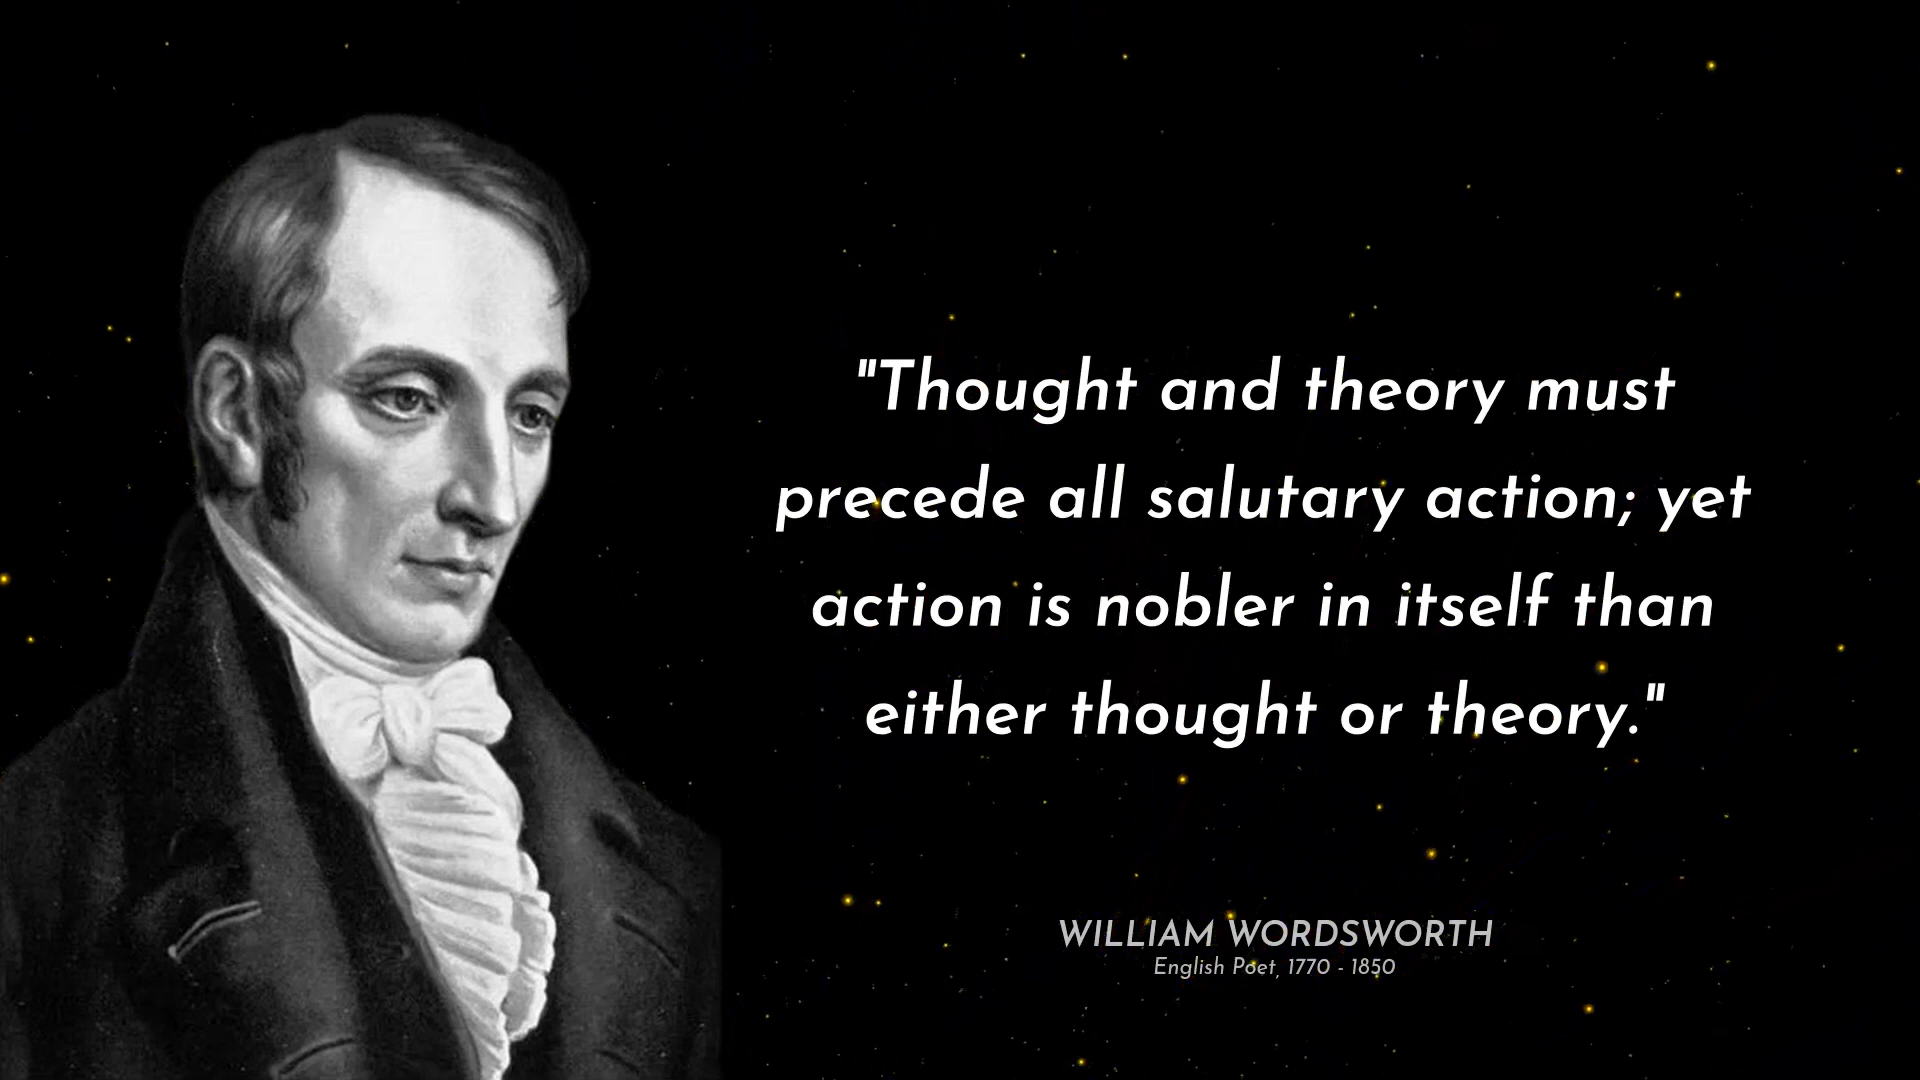 "Thought and theory must
precede all salutary action; yet
action is nobler in itself than
either thought or theory."
WILLIAM WORDSWORTH
English Poet, 1770 - 1850